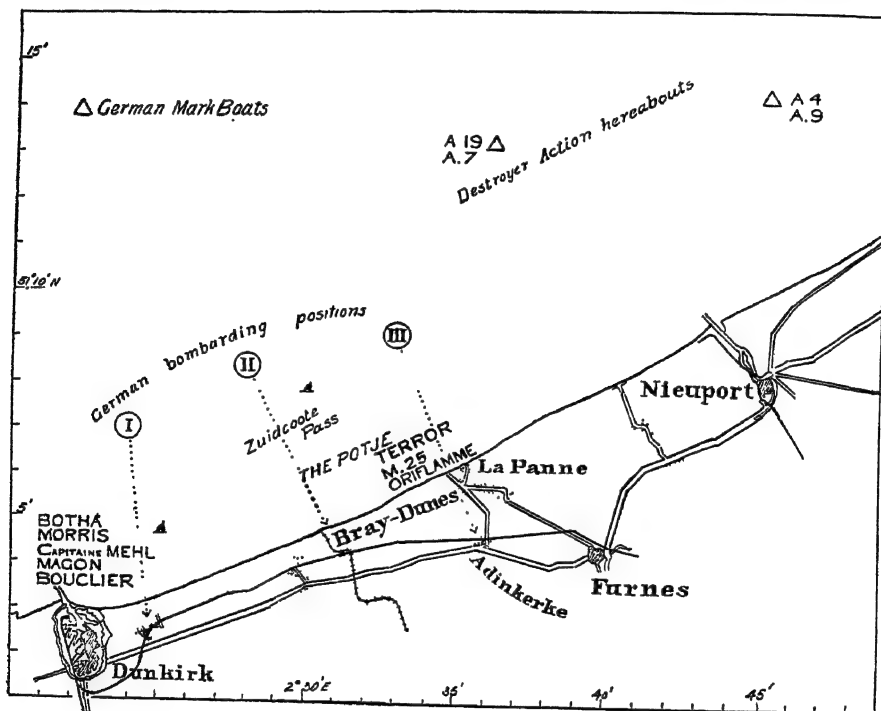 15'
German Mark Boats
A 19
A.7
Destroyer Action hereabouts
A 4
A.9
51°10'N
German bombarding positions
I
II
III
Zuidcoote
Pass
THE POTJE
TERROR
M.25
ORIFLAMME
La Panne
Nieuport
5'
BOTHA
MORRIS
CAPITAINE MEHL
MAGON
BOUCLIER
Bray-Dunes
Adinkerke
Furnes
Dunkirk
2°30'E
35'
40'
45'